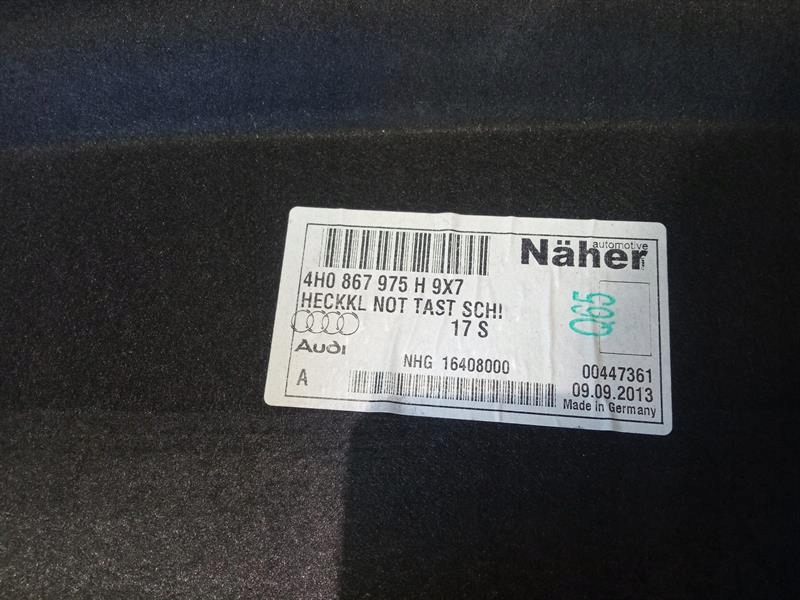 automotive
Näher
4H0 867 975 H 9X7
HECKKL NOT TAST SCH!
17 S
Q65
Audi
NHG 16408000
00447361
A
09.09.2013
Made in Germany